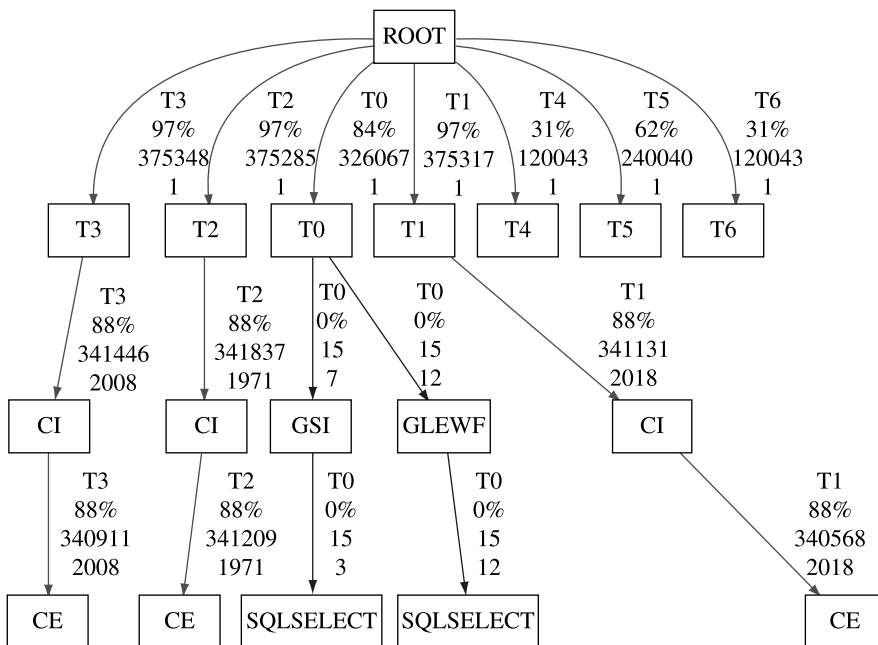 ROOT
T3 T2 T0 T1 T4 T5 T6
97% 97% 84% 97% 31% 62% 31%
375348 375285 326067 375317 120043 240040 120043
1 1 1 1 1 1 1
T3 T2 T0 T1 T4 T5 T6
T3 T2 T0 T0 T1
88% 88% 0% 0% 88%
341446 341837 15 15 341131
2008 1971 7 12 2018
CI CI GSI GLEWF CI
T3 T2 T0 T0 T1
88% 88% 0% 0% 88%
340911 341209 15 15 340568
2008 1971 3 12 2018
CE CE SQLSELECT SQLSELECT CE